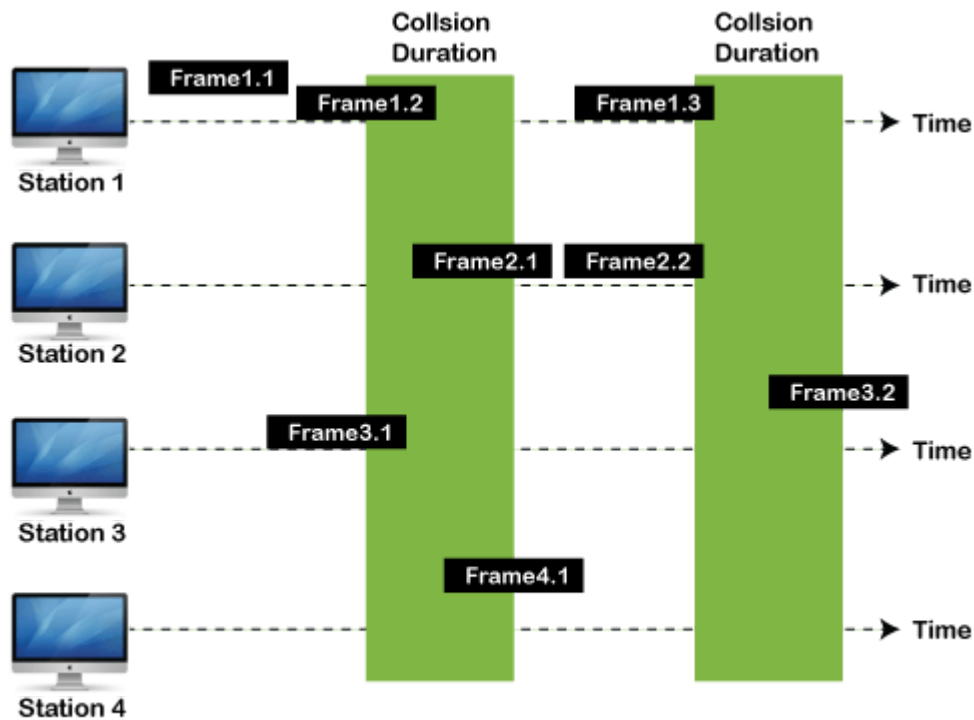 Collsion
Duration
Collsion
Duration
Frame1.1
Frame1.2
Frame1.3
Time
Station 1
Frame2.1
Frame2.2
Time
Station 2
Frame3.2
Frame3.1
Time
Station 3
Frame4.1
Time
Station 4